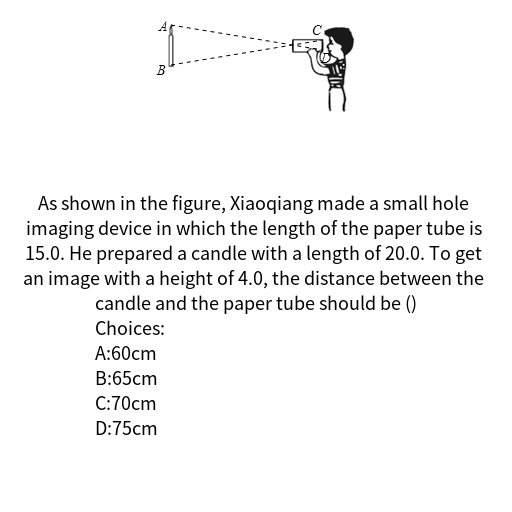 A
C
D
B
As shown in the figure, Xiaoqiang made a small hole
imaging device in which the length of the paper tube is
15.0. He prepared a candle with a length of 20.0. To get
an image with a height of 4.0, the distance between the
candle and the paper tube should be ()
Choices:
A:60cm
B:65cm
C:70cm
D:75cm